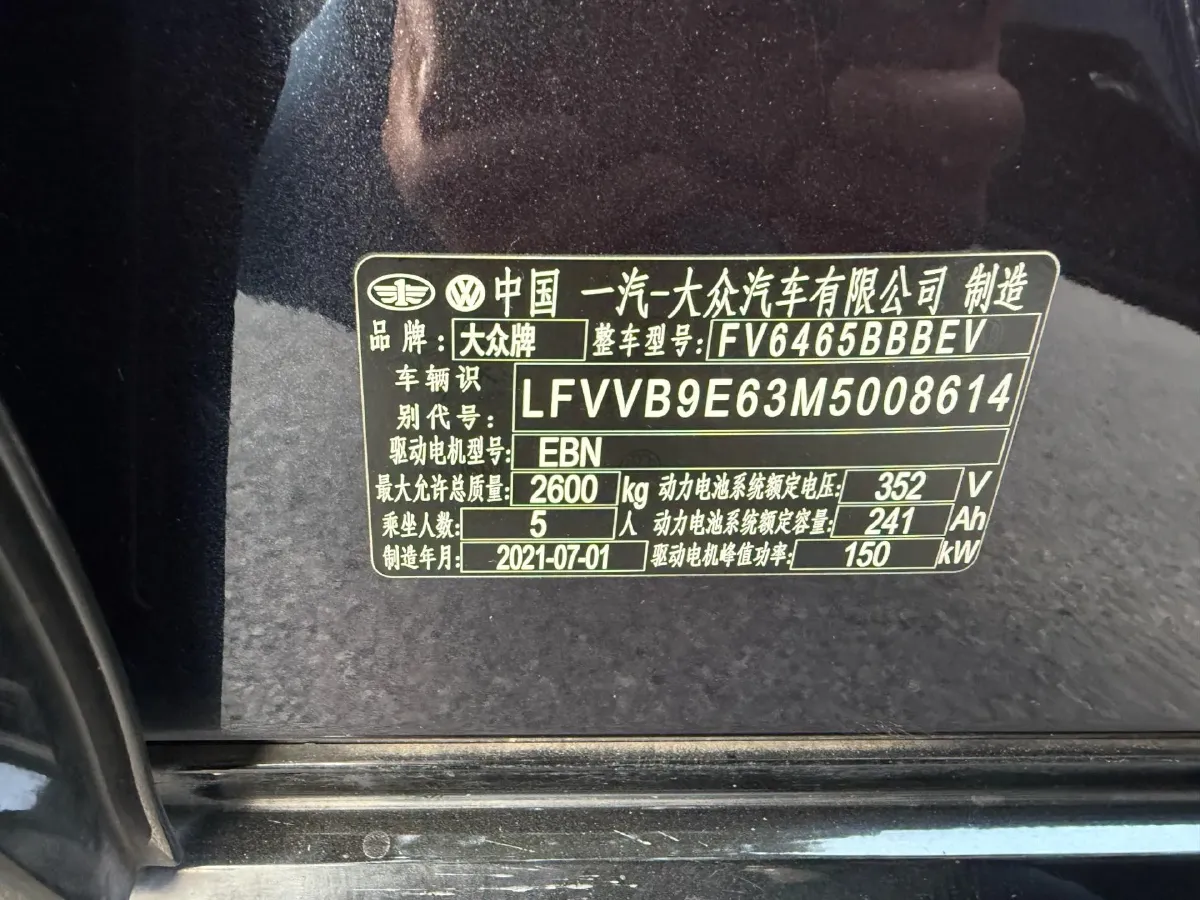 中国 一汽-大众汽车有限公司 制造
品牌: 大众牌 整车型号: FV6465BBBEV
车辆识别代号: LFVVB9E63M5008614
驱动电机型号: EBN
最大允许总质量: 2600 kg 动力电池系统额定电压: 352 V
乘坐人数: 5 人 动力电池系统额定容量: 241 Ah
制造年月: 2021-07-01 驱动电机峰值功率: 150 kW